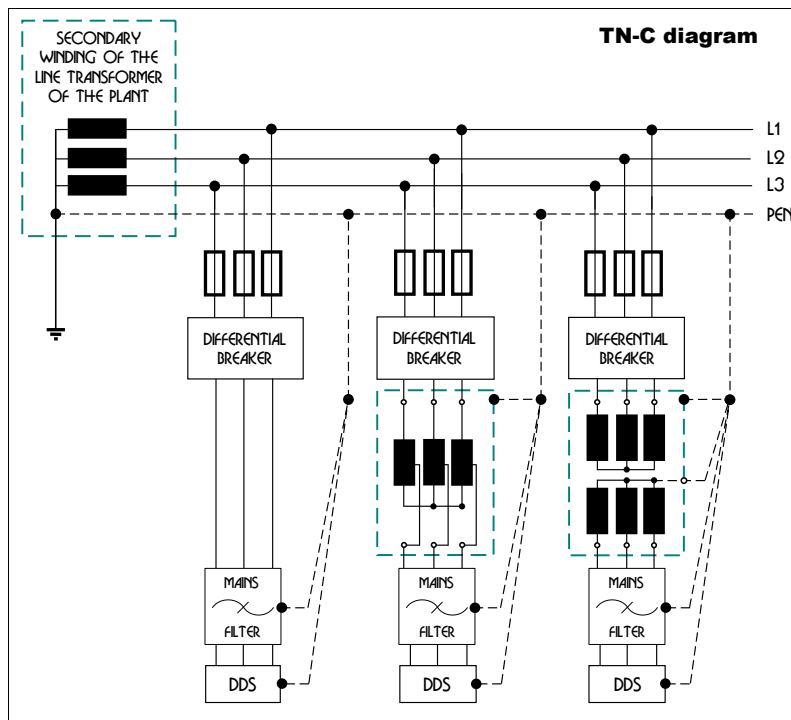 TN-C diagram
SECONDARY
WINDING OF THE
LINE TRANSFORMER
OF THE PLANT
L1
L2
L3
PEN
DIFFERENTIAL
BREAKER
DIFFERENTIAL
BREAKER
DIFFERENTIAL
BREAKER
MAINS
FILTER
MAINS
FILTER
MAINS
FILTER
DDS
DDS
DDS